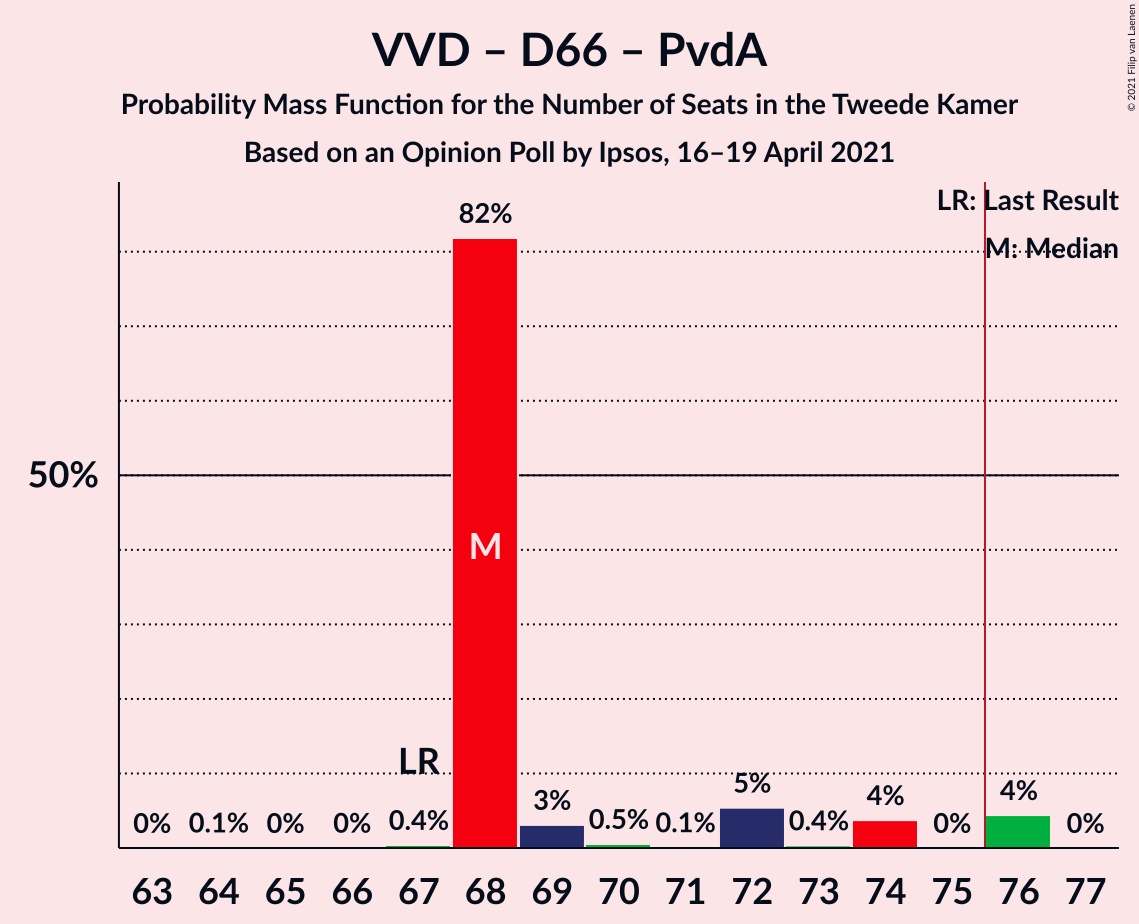 VVD – D66 – PvdA
Probability Mass Function for the Number of Seats in the Tweede Kamer
Based on an Opinion Poll by Ipsos, 16–19 April 2021
© 2021 Filip van Laenen
LR: Last Result
M: Median
82%
50%
M
LR
0% 0.1% 0% 0% 0.4% 3% 0.5% 0.1% 5% 0.4% 4% 0% 4% 0%
63 64 65 66 67 68 69 70 71 72 73 74 75 76 77